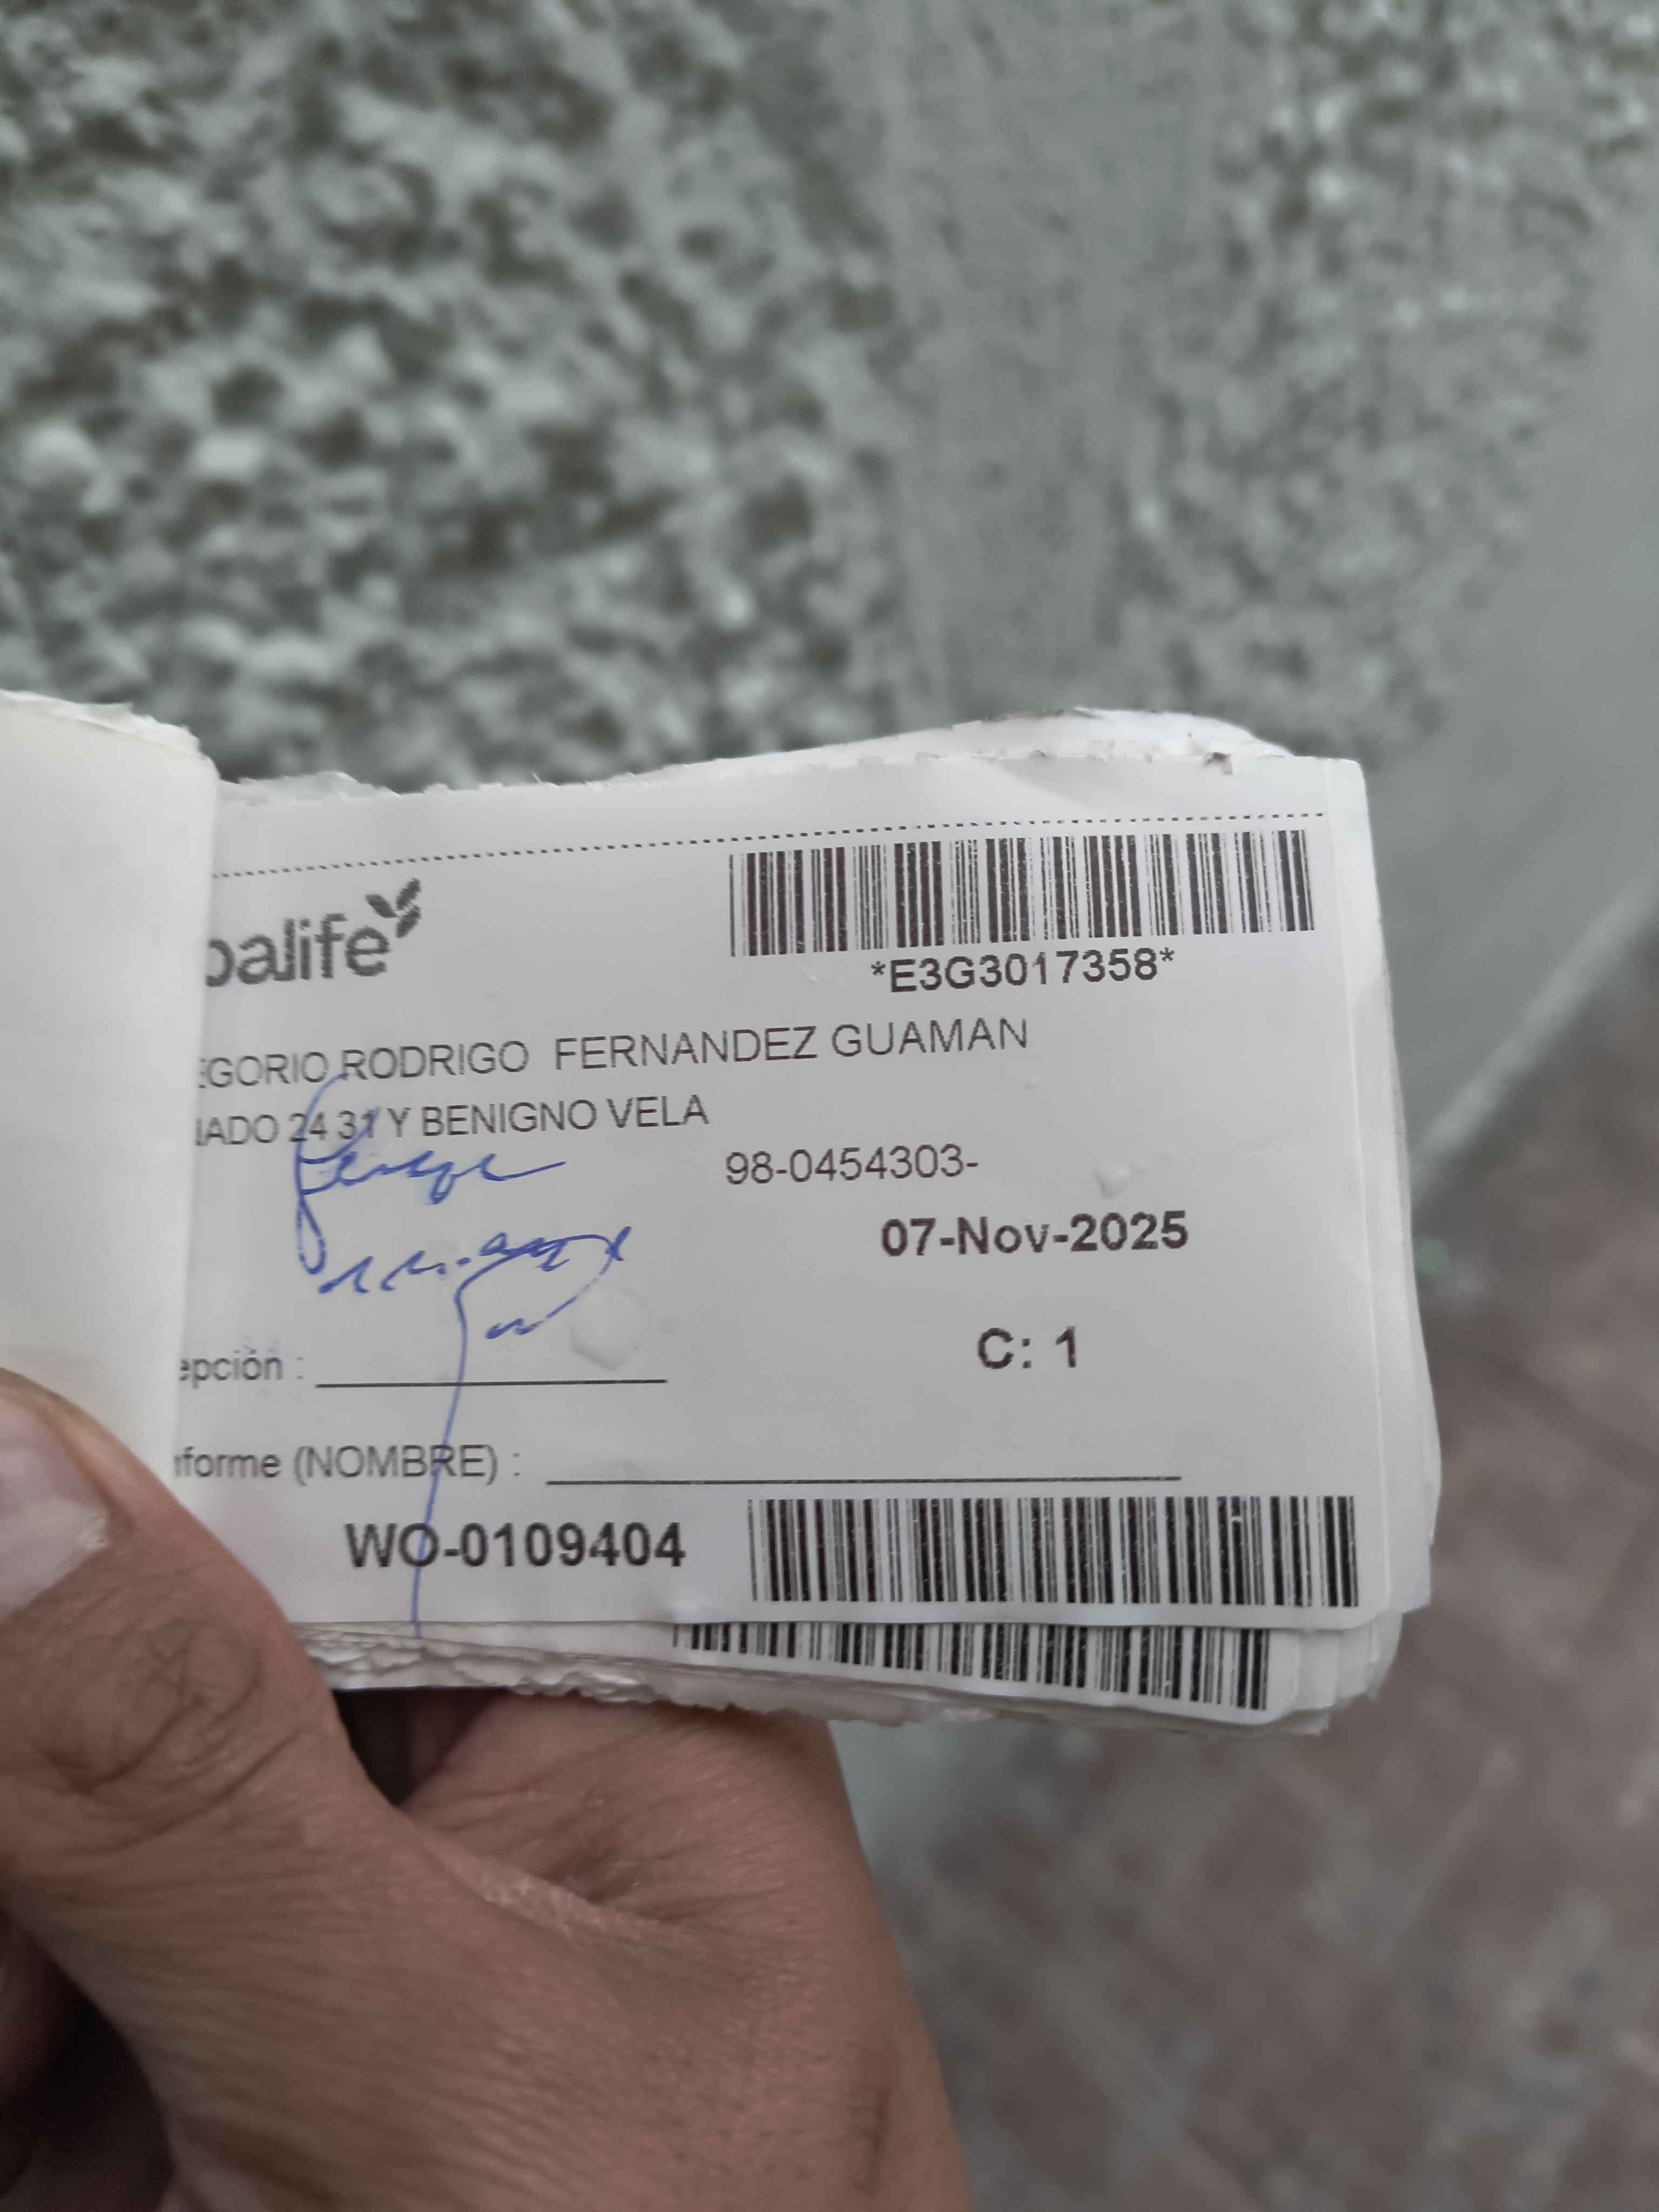 balife
*E3G3017358*
EGORIO RODRIGO FERNANDEZ GUAMAN
IADO 24 31 Y BENIGNO VELA
98-0454303-
07-Nov-2025
C: 1
epción :
nforme (NOMBRE) :
WO-0109404